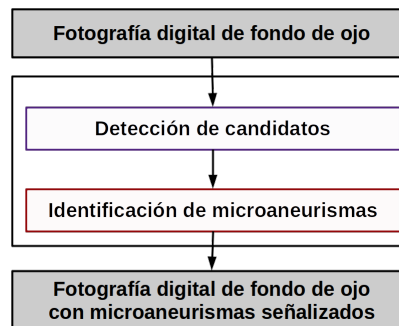 Fotografía digital de fondo de ojo
Detección de candidatos
Identificación de microaneurismas
Fotografía digital de fondo de ojo
con microaneurismas señalizados